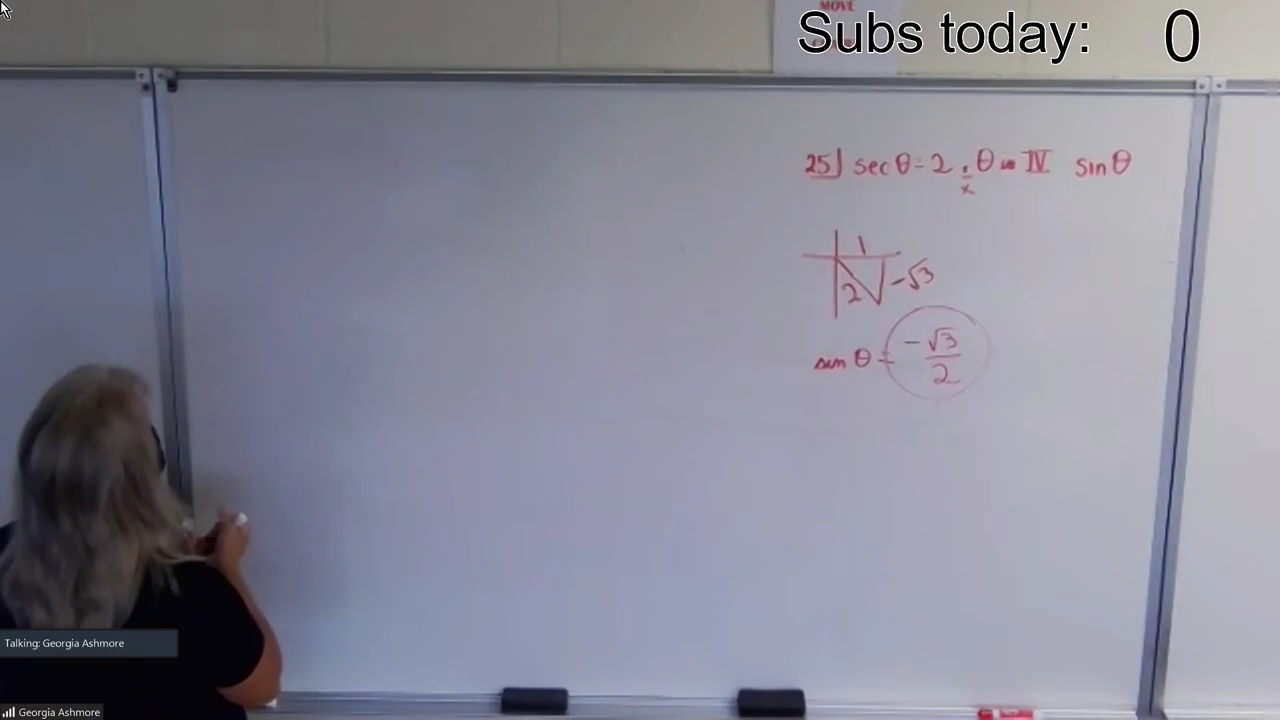 MOVE
Subs today: 0
25) sec θ = 2, θ in IV sin θ
r
x
1
2
-√3
sin θ = -√3/2
Talking: Georgia Ashmore
Georgia Ashmore